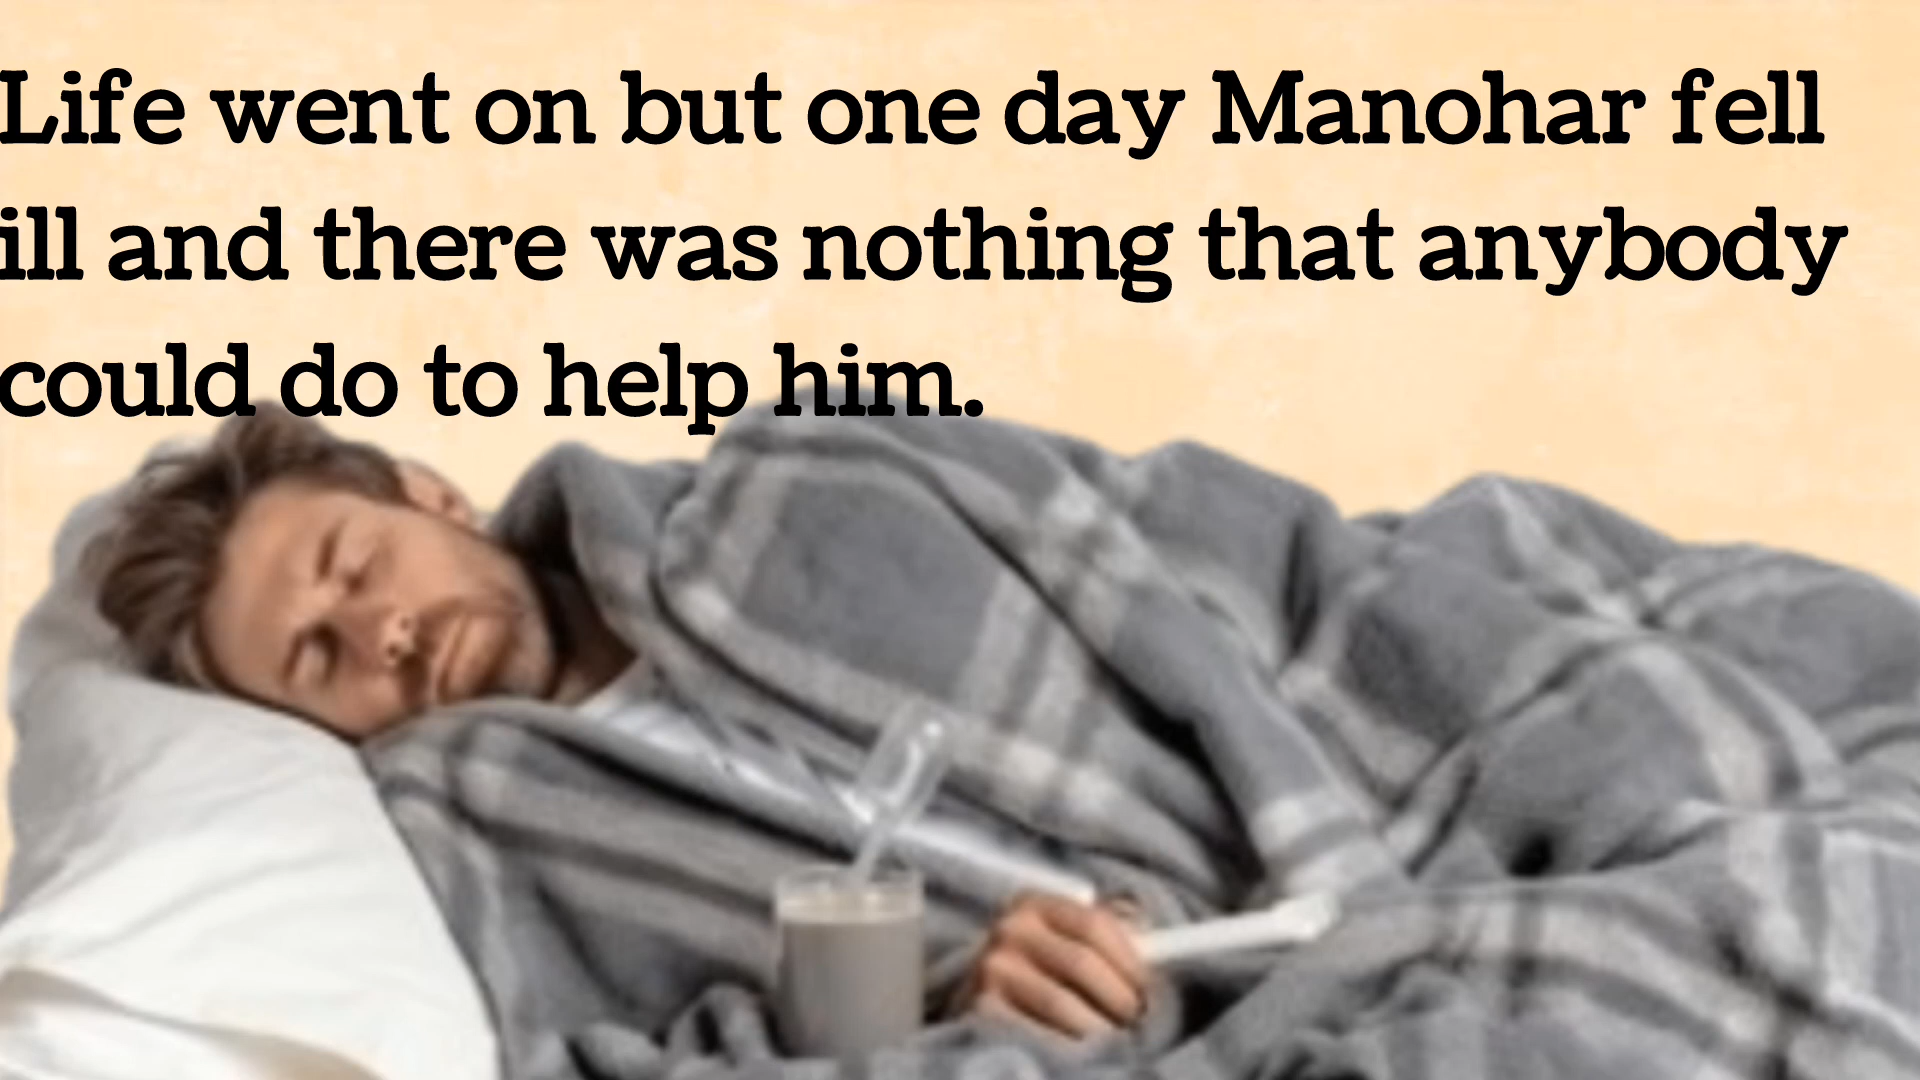 Life went on but one day Manohar fell
ill and there was nothing that anybody
could do to help him.